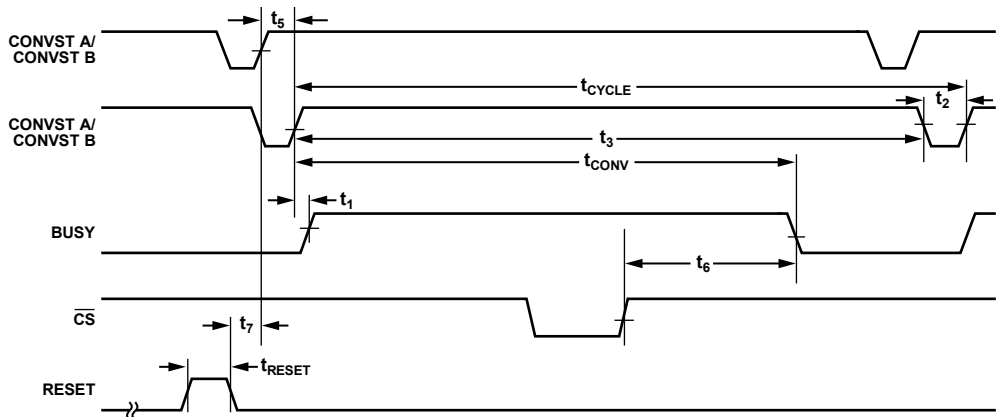 t5
CONVST A/
CONVST B
tCYCLE
t2
CONVST A/
CONVST B
t3
tCONV
t1
BUSY
t6
CS
t7
tRESET
RESET